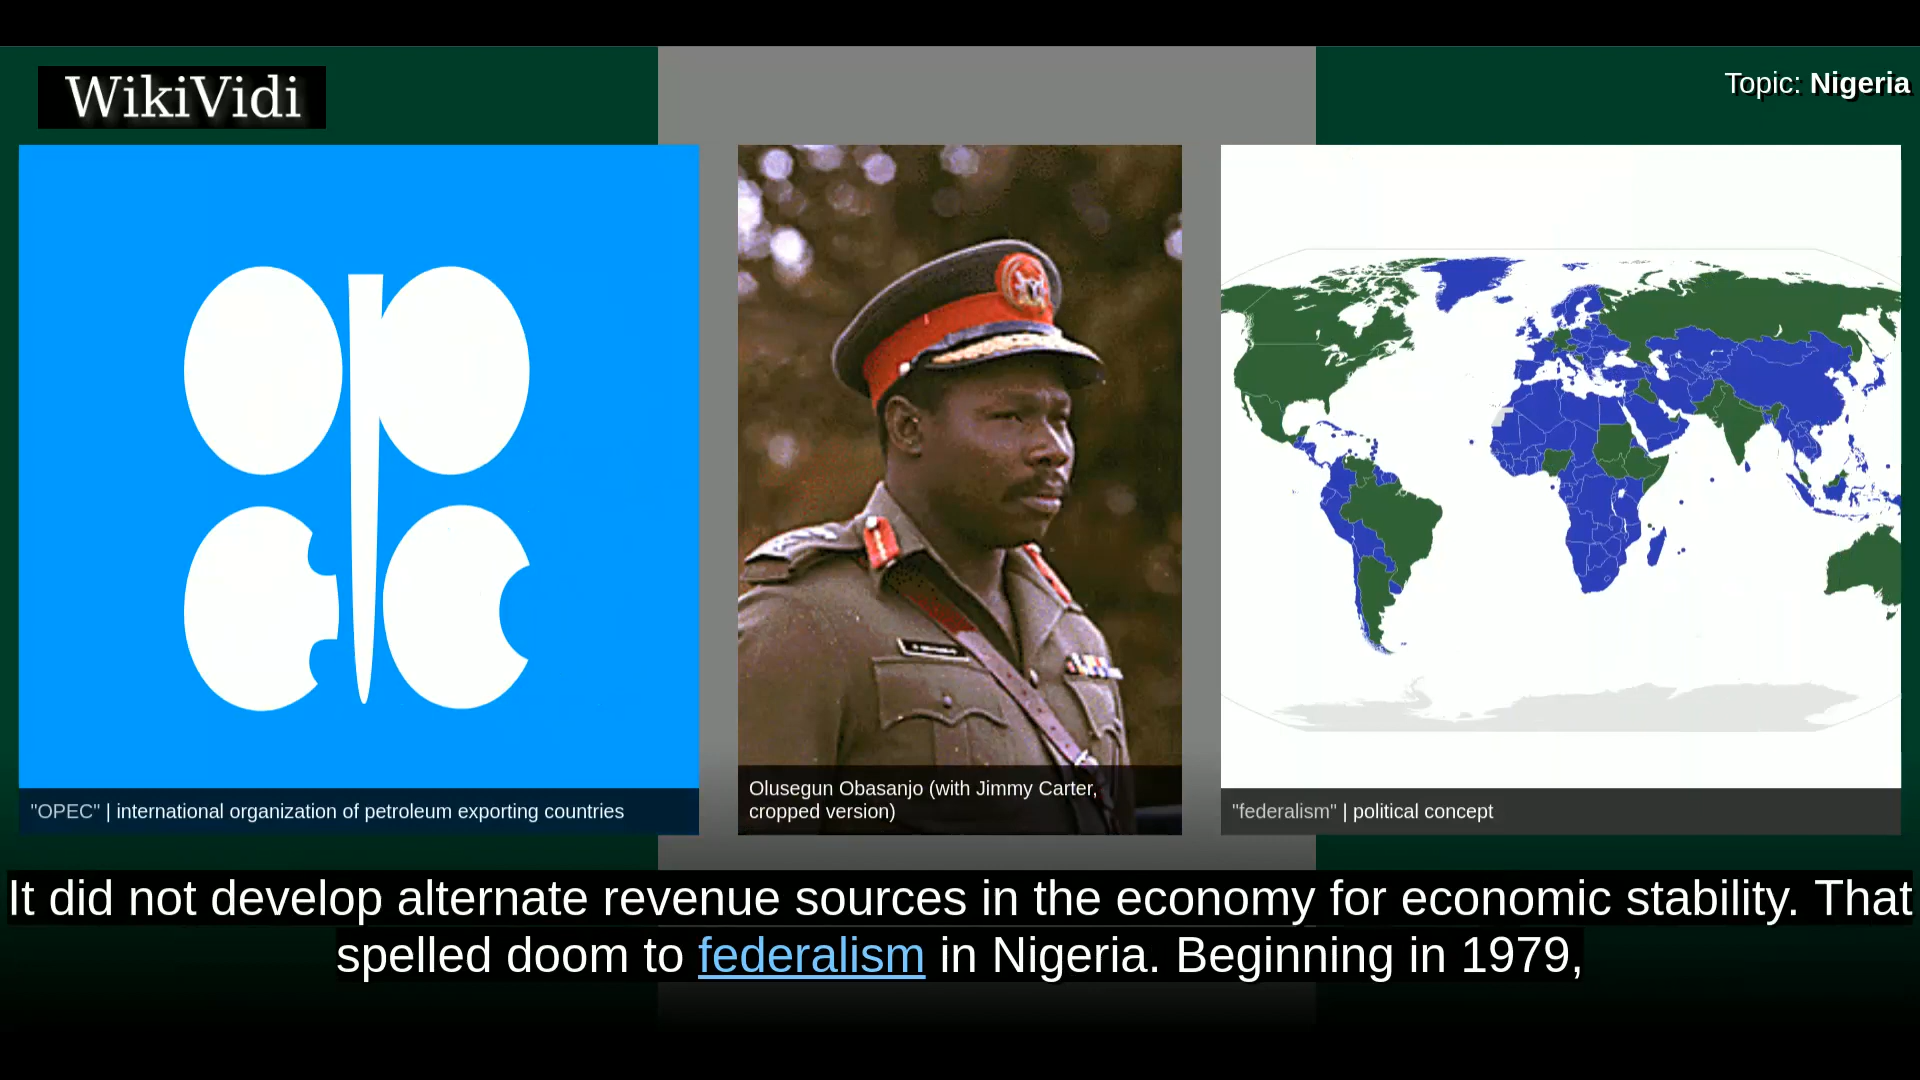 WikiVidi
Topic: Nigeria
"OPEC" | international organization of petroleum exporting countries
Olusegun Obasanjo (with Jimmy Carter,
cropped version)
"federalism" | political concept
It did not develop alternate revenue sources in the economy for economic stability. That
spelled doom to federalism in Nigeria. Beginning in 1979,